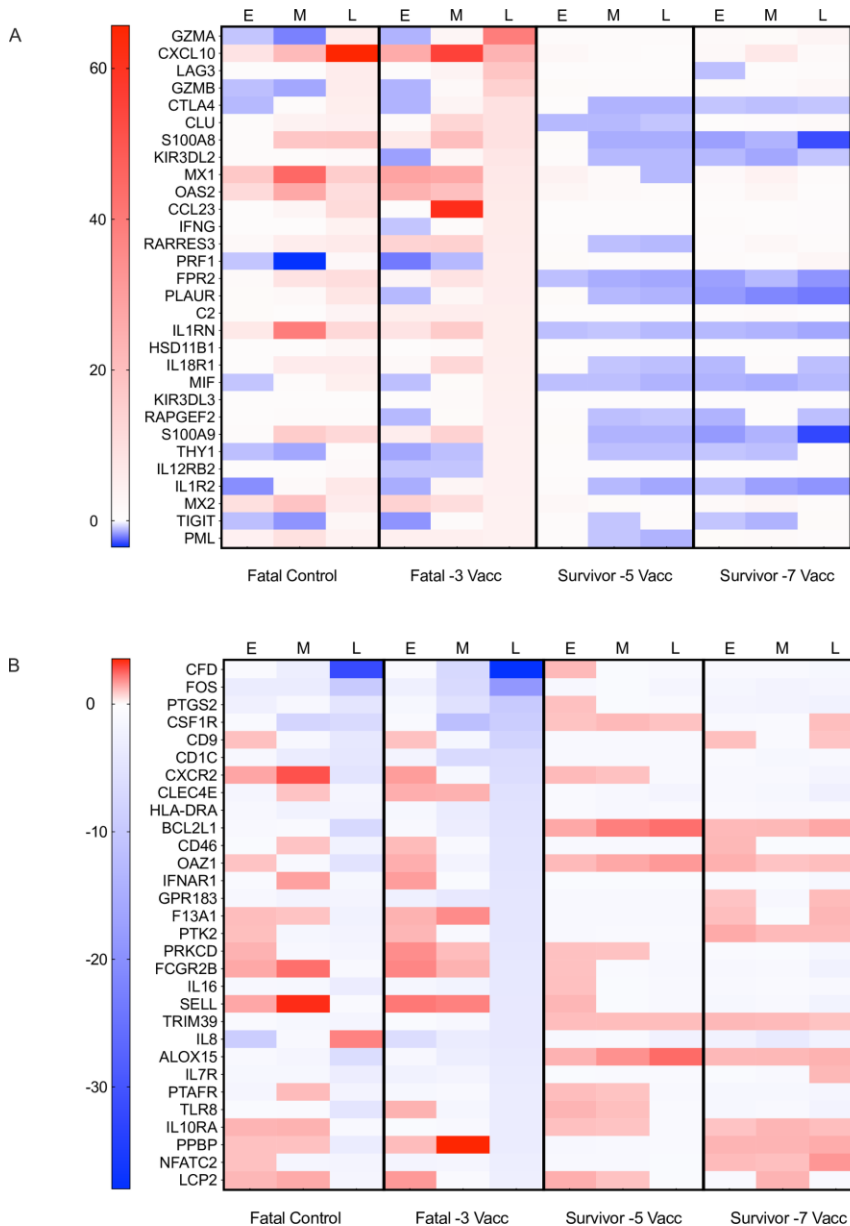 A
E M L E M L E M L E M L
60
40
20
0
GZMA
CXCL10
LAG3
GZMB
CTLA4
CLU
S100A8
KIR3DL2
MX1
OAS2
CCL23
IFNG
RARRES3
PRF1
FPR2
PLAUR
C2
IL1RN
HSD11B1
IL18R1
MIF
KIR3DL3
RAPGEF2
S100A9
THY1
IL12RB2
IL1R2
MX2
TIGIT
PML
Fatal Control Fatal -3 Vacc Survivor -5 Vacc Survivor -7 Vacc
B
E M L E M L E M L E M L
0
-10
-20
-30
CFD
FOS
PTGS2
CSF1R
CD9
CD1C
CXCR2
CLEC4E
HLA-DRA
BCL2L1
CD46
OAZ1
IFNAR1
GPR183
F13A1
PTK2
PRKCD
FCGR2B
IL16
SELL
TRIM39
IL8
ALOX15
IL7R
PTAFR
TLR8
IL10RA
PPBP
NFATC2
LCP2
Fatal Control Fatal -3 Vacc Survivor -5 Vacc Survivor -7 Vacc